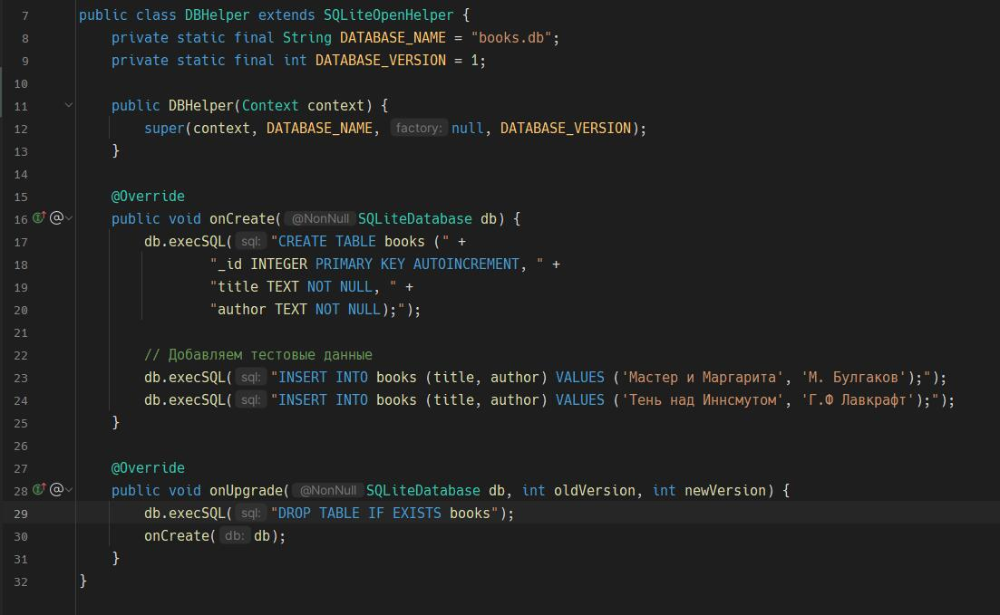 7 public class DBHelper extends SQLiteOpenHelper {
8 private static final String DATABASE_NAME = "books.db";
9 private static final int DATABASE_VERSION = 1;
10
11 public DBHelper(Context context) {
12 super(context, DATABASE_NAME, factory: null, DATABASE_VERSION);
13 }
14
15 @Override
16 @ public void onCreate( @NonNull SQLiteDatabase db) {
17 db.execSQL( sql: "CREATE TABLE books (" +
18 "_id INTEGER PRIMARY KEY AUTOINCREMENT, " +
19 "title TEXT NOT NULL, " +
20 "author TEXT NOT NULL);");
21
22 // Добавляем тестовые данные
23 db.execSQL( sql: "INSERT INTO books (title, author) VALUES ('Мастер и Маргарита', 'М. Булгаков');");
24 db.execSQL( sql: "INSERT INTO books (title, author) VALUES ('Тень над Иннсмутом', 'Г.Ф Лавкрафт');");
25 }
26
27 @Override
28 @ public void onUpgrade( @NonNull SQLiteDatabase db, int oldVersion, int newVersion) {
29 db.execSQL( sql: "DROP TABLE IF EXISTS books");
30 onCreate( db: db);
31 }
32 }